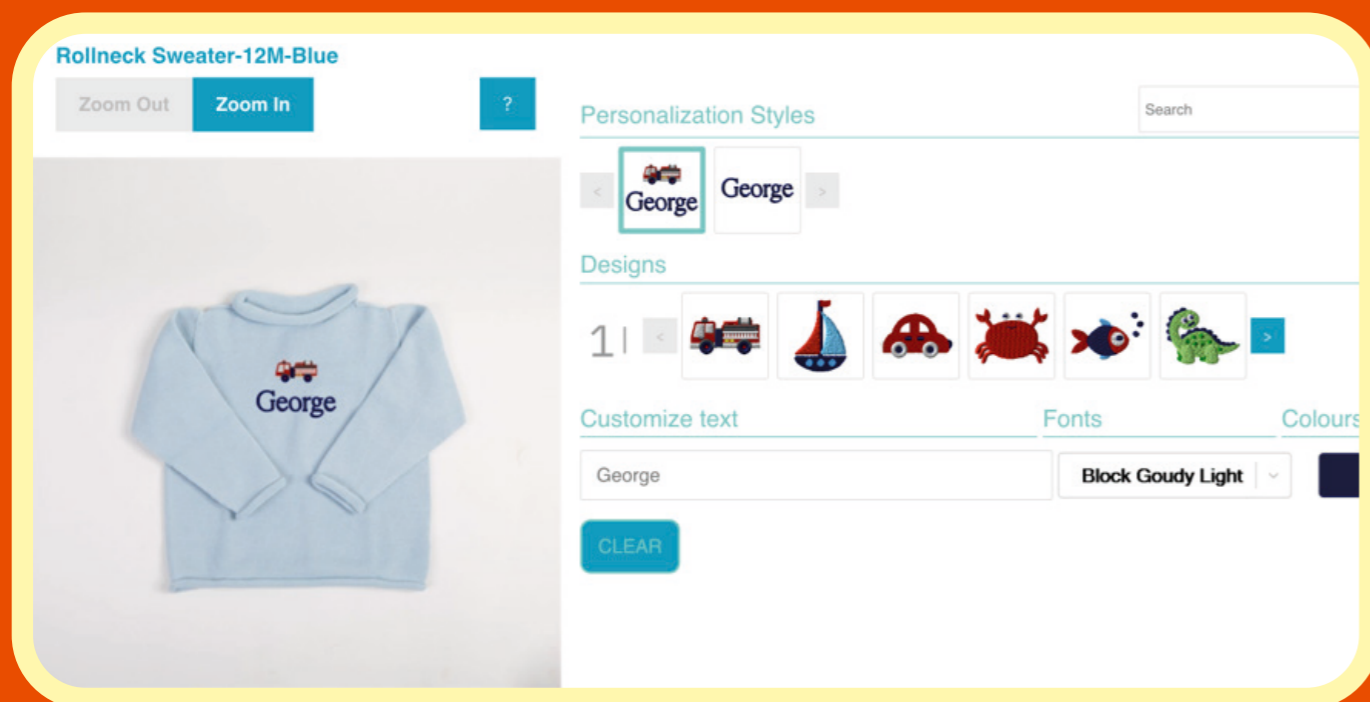 Rollneck Sweater-12M-Blue
Zoom Out
Zoom In
?
Personalization Styles
Search
<
George
George
>
Designs
1 |
<
>
Customize text
Fonts
Colours
George
Block Goudy Light
CLEAR
George